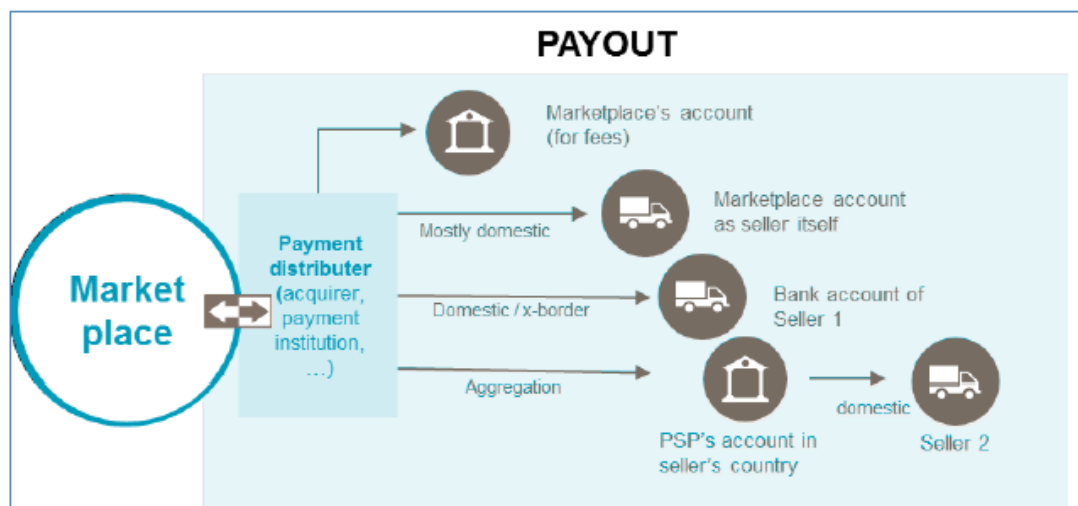 PAYOUT
Marketplace's account
(for fees)
Marketplace account
as seller itself
Mostly domestic
Payment
distributer
(acquirer,
payment
institution,
...)
Market
place
Domestic / x-border
Bank account of
Seller 1
Aggregation
domestic
PSP's account in
seller's country
Seller 2